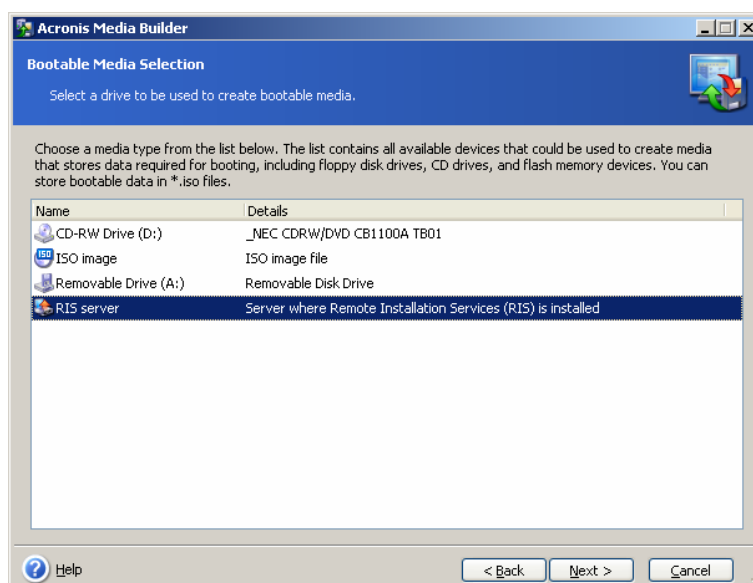 Acronis Media Builder
Bootable Media Selection
Select a drive to be used to create bootable media.
Choose a media type from the list below. The list contains all available devices that could be used to create media
that stores data required for booting, including floppy disk drives, CD drives, and flash memory devices. You can
store bootable data in *.iso files.
Name Details
CD-RW Drive (D:) _NEC CDRW/DVD CB1100A TB01
ISO ISO image ISO image file
Removable Drive (A:) Removable Disk Drive
RIS server Server where Remote Installation Services (RIS) is installed
Help < Back Next > Cancel